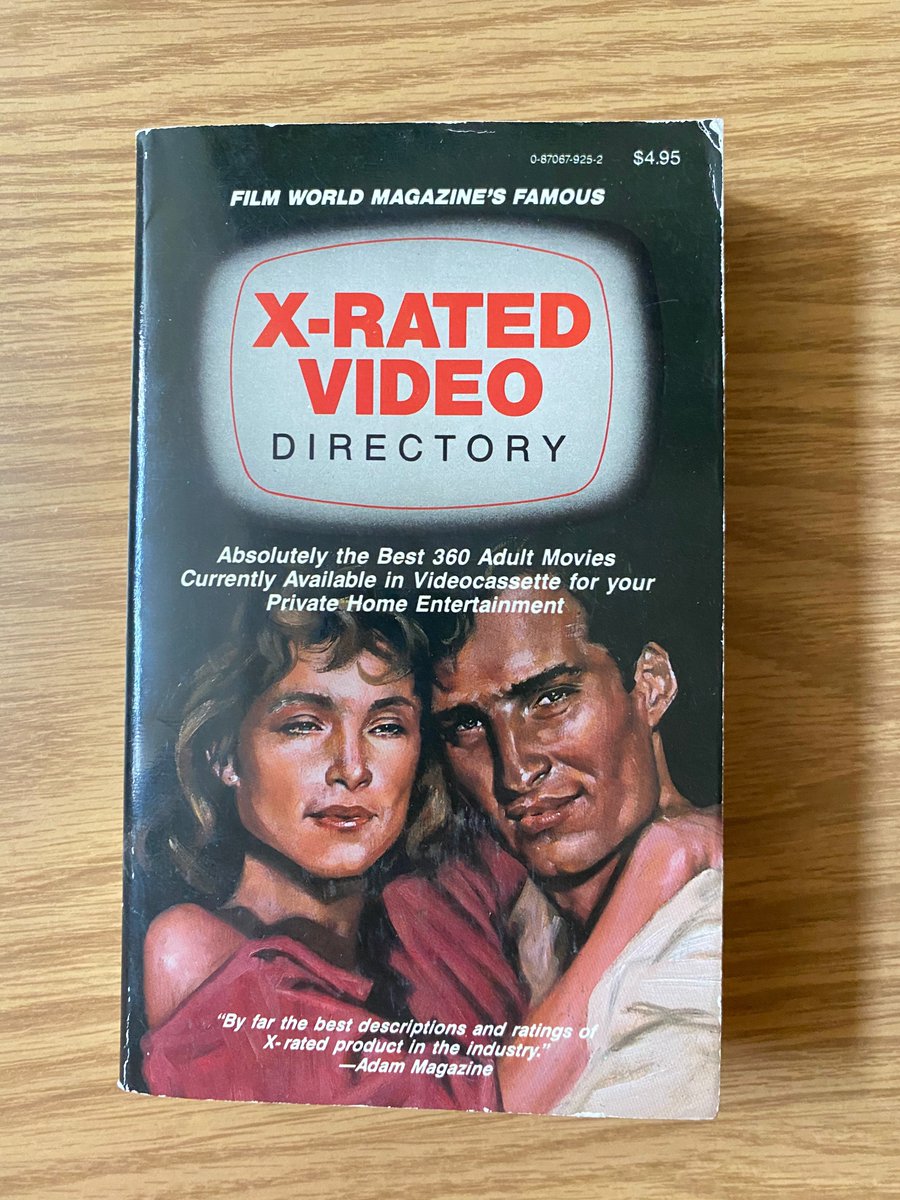 0-87067-925-2 $4.95
FILM WORLD MAGAZINE'S FAMOUS
X-RATED
VIDEO
DIRECTORY
Absolutely the Best 360 Adult Movies
Currently Available in Videocassette for your
Private Home Entertainment
"By far the best descriptions and ratings of
X-rated product in the industry."
—Adam Magazine